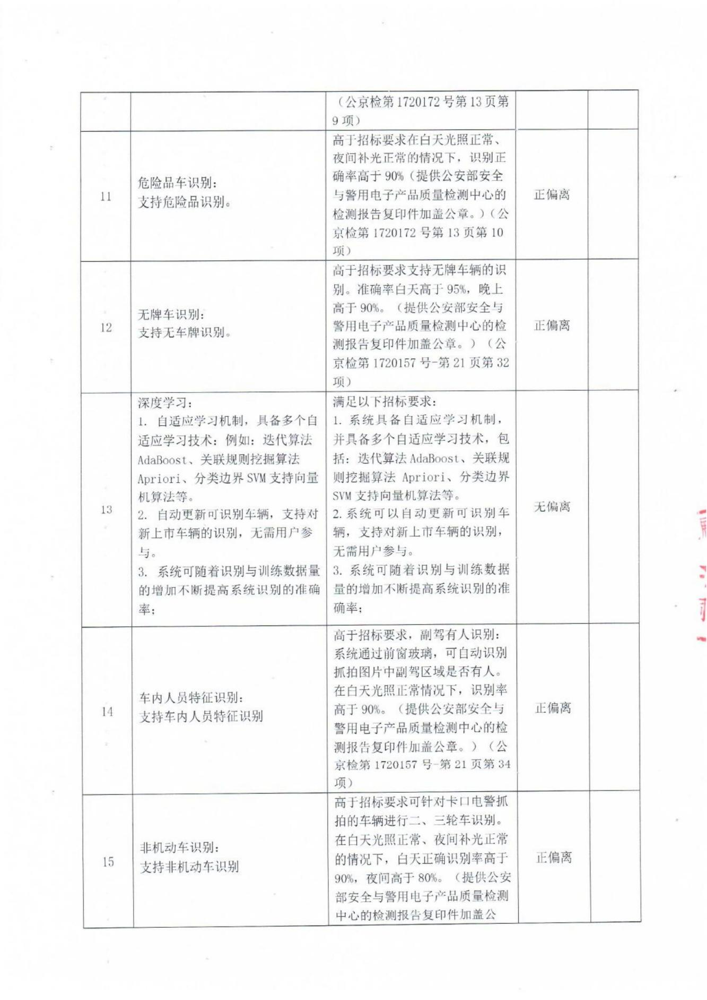 （公京检第 1720172 号第 13 页第
9 项）
11
危险品车识别：
支持危险品识别。
高于招标要求在白天光照正常、
夜间补光正常的情况下，识别正
确率高于 90%（提供公安部安全
与警用电子产品质量检测中心的
检测报告复印件加盖公章。）（公
京检第 1720172 号第 13 页第 10
项）
正偏离
12
无牌车识别：
支持无车牌识别。
高于招标要求支持无牌车辆的识
别。准确率白天高于 95%，晚上
高于 90%。（提供公安部安全与
警用电子产品质量检测中心的检
测报告复印件加盖公章。）（公
京检第 1720157 号-第 21 页第 32
项）
正偏离
13
深度学习：
1. 自适应学习机制，具备多个自
适应学习技术：例如：迭代算法
AdaBoost、关联规则挖掘算法
Apriori、分类边界 SVM 支持向量
机算法等。
2. 自动更新可识别车辆，支持对
新上市车辆的识别，无需用户参
与。
3. 系统可随着识别与训练数据量
的增加不断提高系统识别的准确
率；
满足以下招标要求：
1. 系统具备自适应学习机制，
并具备多个自适应学习技术，包
括：迭代算法 AdaBoost、关联规
则挖掘算法 Apriori、分类边界
SVM 支持向量机算法等。
2. 系统可以自动更新可识别车
辆，支持对新上市车辆的识别，
无需用户参与。
3. 系统可随着识别与训练数据
量的增加不断提高系统识别的准
确率；
无偏离
14
车内人员特征识别：
支持车内人员特征识别
高于招标要求，副驾有人识别：
系统通过前窗玻璃，可自动识别
抓拍图片中副驾区域是否有人。
在白天光照正常情况下，识别率
高于 90%。（提供公安部安全与
警用电子产品质量检测中心的检
测报告复印件加盖公章。）（公
京检第 1720157 号-第 21 页第 34
项）
正偏离
15
非机动车识别：
支持非机动车识别
高于招标要求可针对卡口电警抓
拍的车辆进行二、三轮车识别。
在白天光照正常、夜间补光正常
的情况下，白天正确识别率高于
90%，夜间高于 80%。（提供公安
部安全与警用电子产品质量检测
中心的检测报告复印件加盖公
正偏离